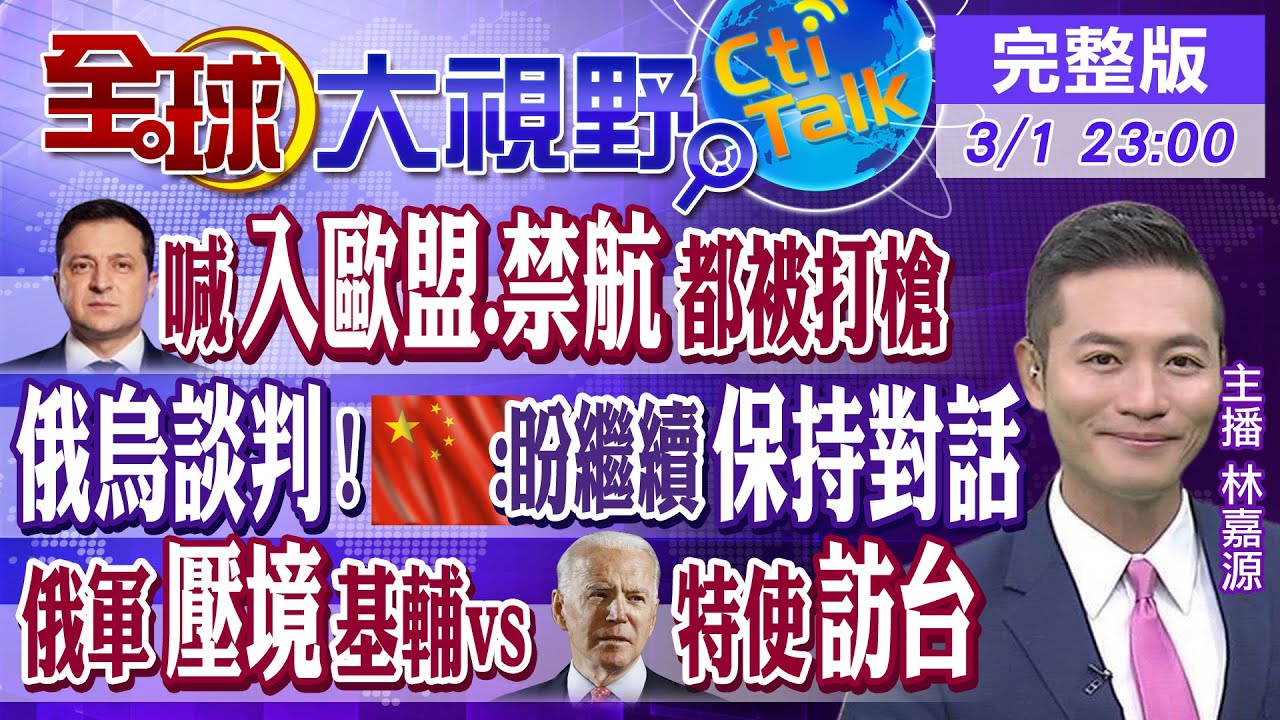 全球大視野
Cti
Talk
完整版
3/1 23:00
喊入歐盟.禁航都被打槍
俄烏談判!:盼繼續保持對話
俄軍壓境基輔vs特使訪台
主播 林嘉源